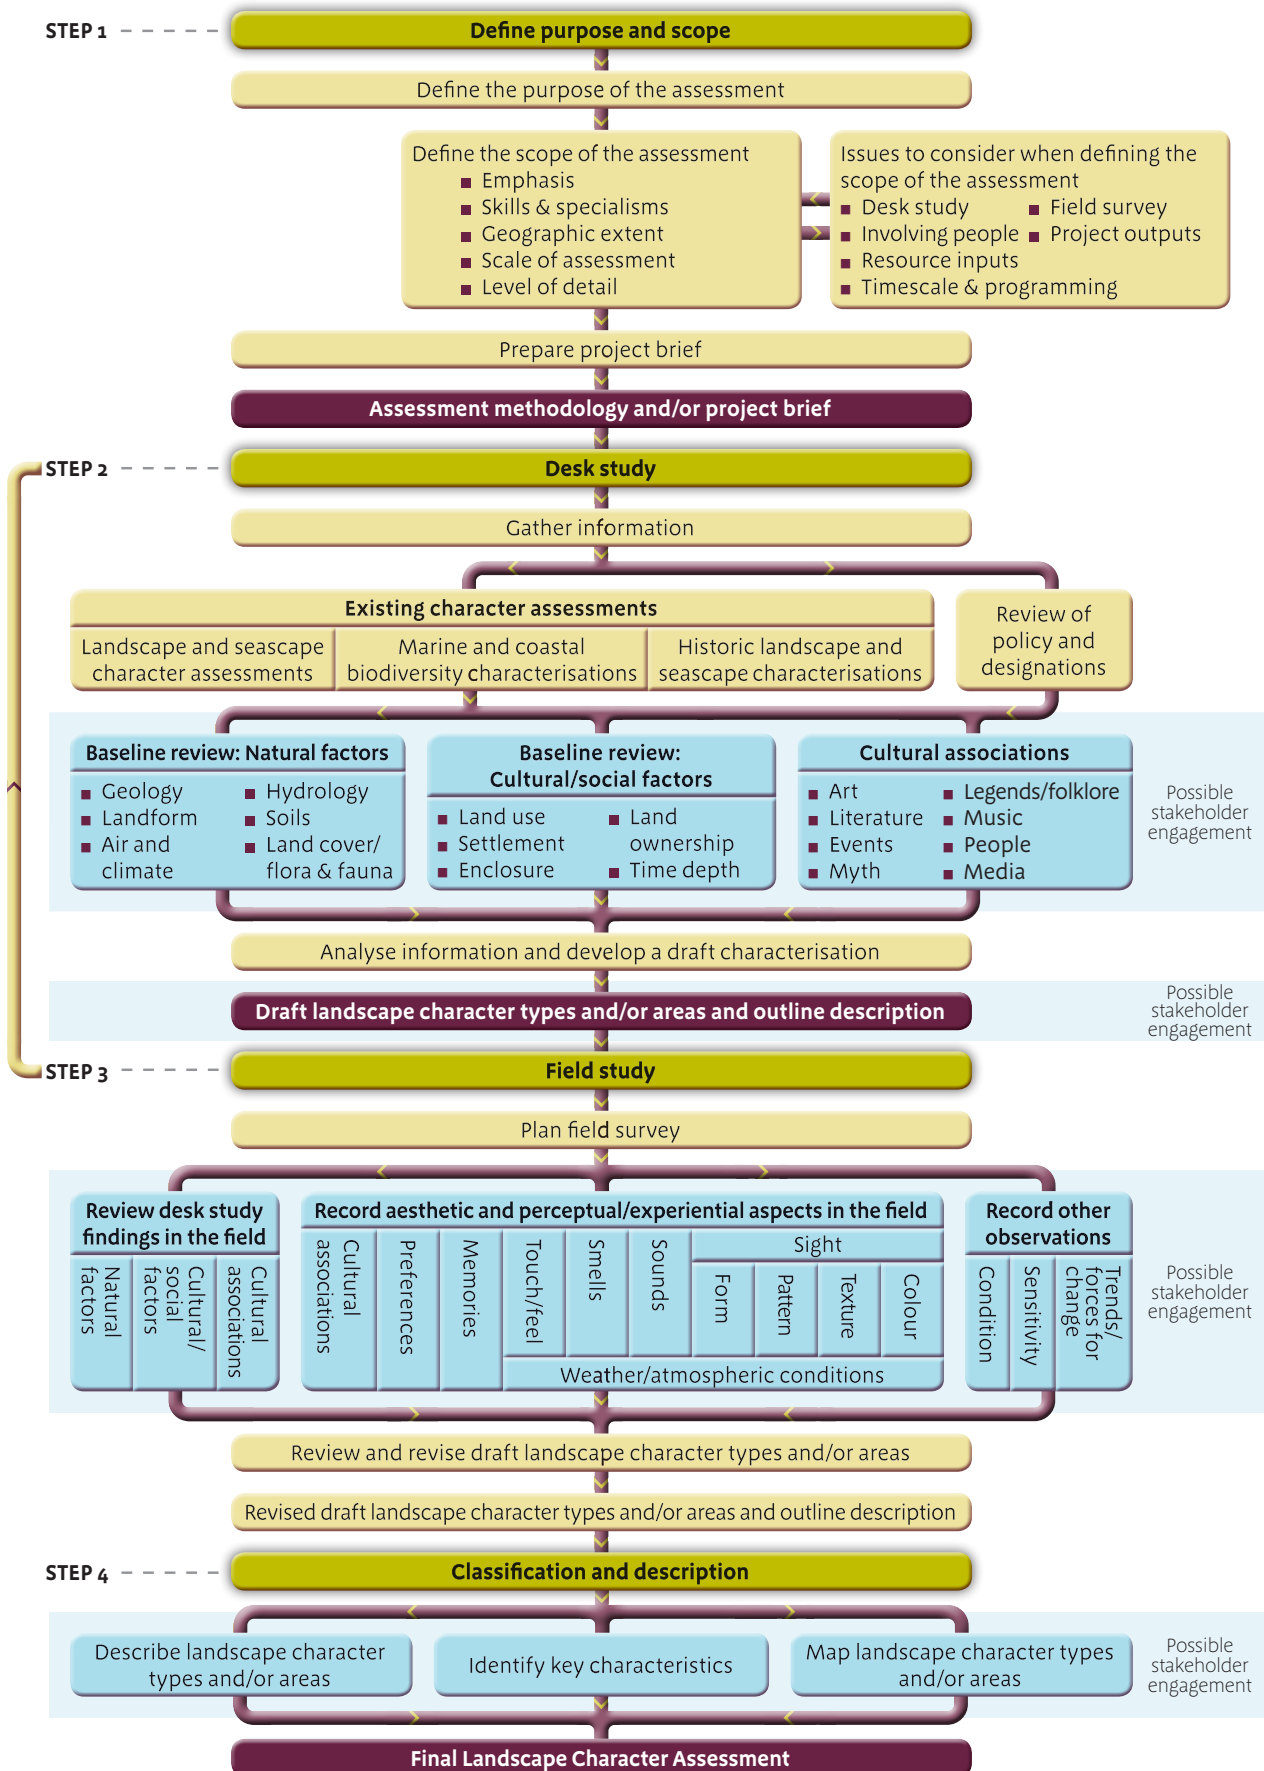 STEP 1
Define purpose and scope
Define the purpose of the assessment
Define the scope of the assessment
Emphasis
Skills & specialisms
Geographic extent
Scale of assessment
Level of detail
Issues to consider when defining the
scope of the assessment
Desk study
Field survey
Involving people
Project outputs
Resource inputs
Timescale & programming
Prepare project brief
Assessment methodology and/or project brief
STEP 2
Desk study
Gather information
Existing character assessments
Landscape and seascape
character assessments
Marine and coastal
biodiversity characterisations
Historic landscape and
seascape characterisations
Review of
policy and
designations
Baseline review: Natural factors
Geology
Landform
Air and
climate
Hydrology
Soils
Land cover/
flora & fauna
Baseline review:
Cultural/social factors
Land use
Settlement
Enclosure
Land
ownership
Time depth
Cultural associations
Art
Literature
Events
Myth
Legends/folklore
Music
People
Media
Possible
stakeholder
engagement
Analyse information and develop a draft characterisation
Draft landscape character types and/or areas and outline description
Possible
stakeholder
engagement
STEP 3
Field study
Plan field survey
Review desk study
findings in the field
Natural
factors
Cultural/
social
factors
Cultural
associations
Record aesthetic and perceptual/experiential aspects in the field
Cultural
associations
Preferences
Memories
Touch/feel
Smells
Sounds
Sight
Form
Pattern
Texture
Colour
Weather/atmospheric conditions
Record other
observations
Condition
Sensitivity
Trends/
forces for
change
Possible
stakeholder
engagement
Review and revise draft landscape character types and/or areas
Revised draft landscape character types and/or areas and outline description
STEP 4
Classification and description
Describe landscape character
types and/or areas
Identify key characteristics
Map landscape character types
and/or areas
Possible
stakeholder
engagement
Final Landscape Character Assessment